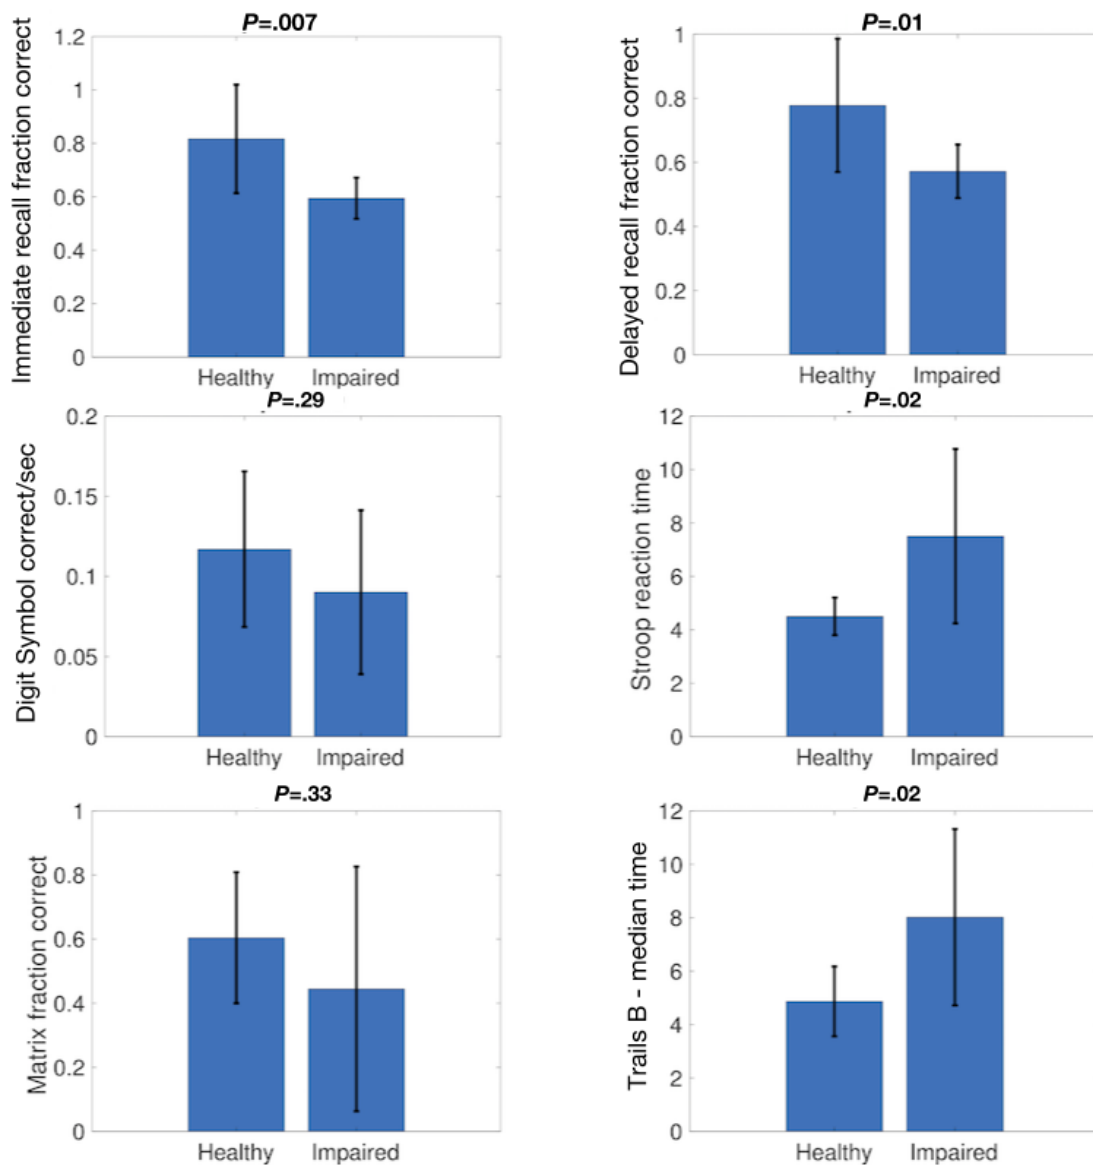 P=.007
Immediate recall fraction correct
1.2
1
0.8
0.6
0.4
0.2
0
Healthy Impaired
P=.01
Delayed recall fraction correct
1
0.8
0.6
0.4
0.2
0
Healthy Impaired
P=.29
Digit Symbol correct/sec
0.2
0.15
0.1
0.05
0
Healthy Impaired
P=.02
Stroop reaction time
12
10
8
6
4
2
0
Healthy Impaired
P=.33
Matrix fraction correct
1
0.8
0.6
0.4
0.2
0
Healthy Impaired
P=.02
Trails B - median time
12
10
8
6
4
2
0
Healthy Impaired